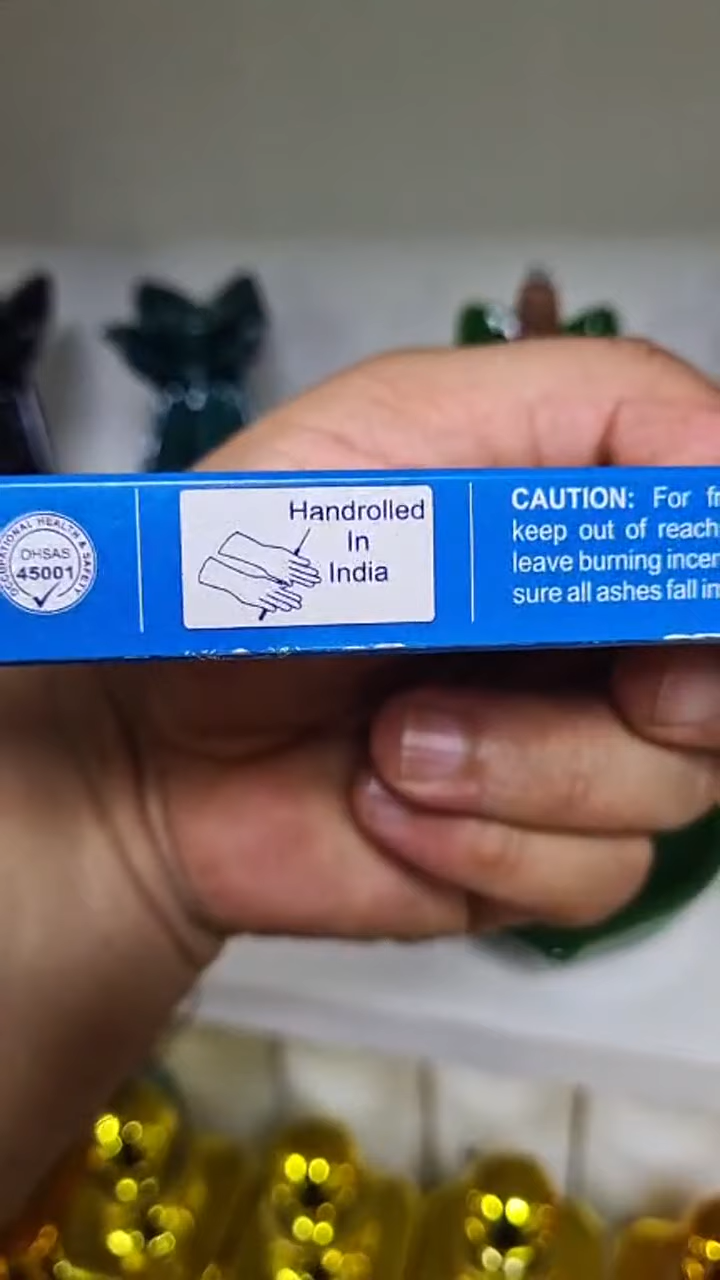 OCCUPATIONAL HEALTH & SAFETY
OHSAS
45001
Handrolled
In
India
CAUTION: For
keep out of reach
leave burning
sure all ashes fall